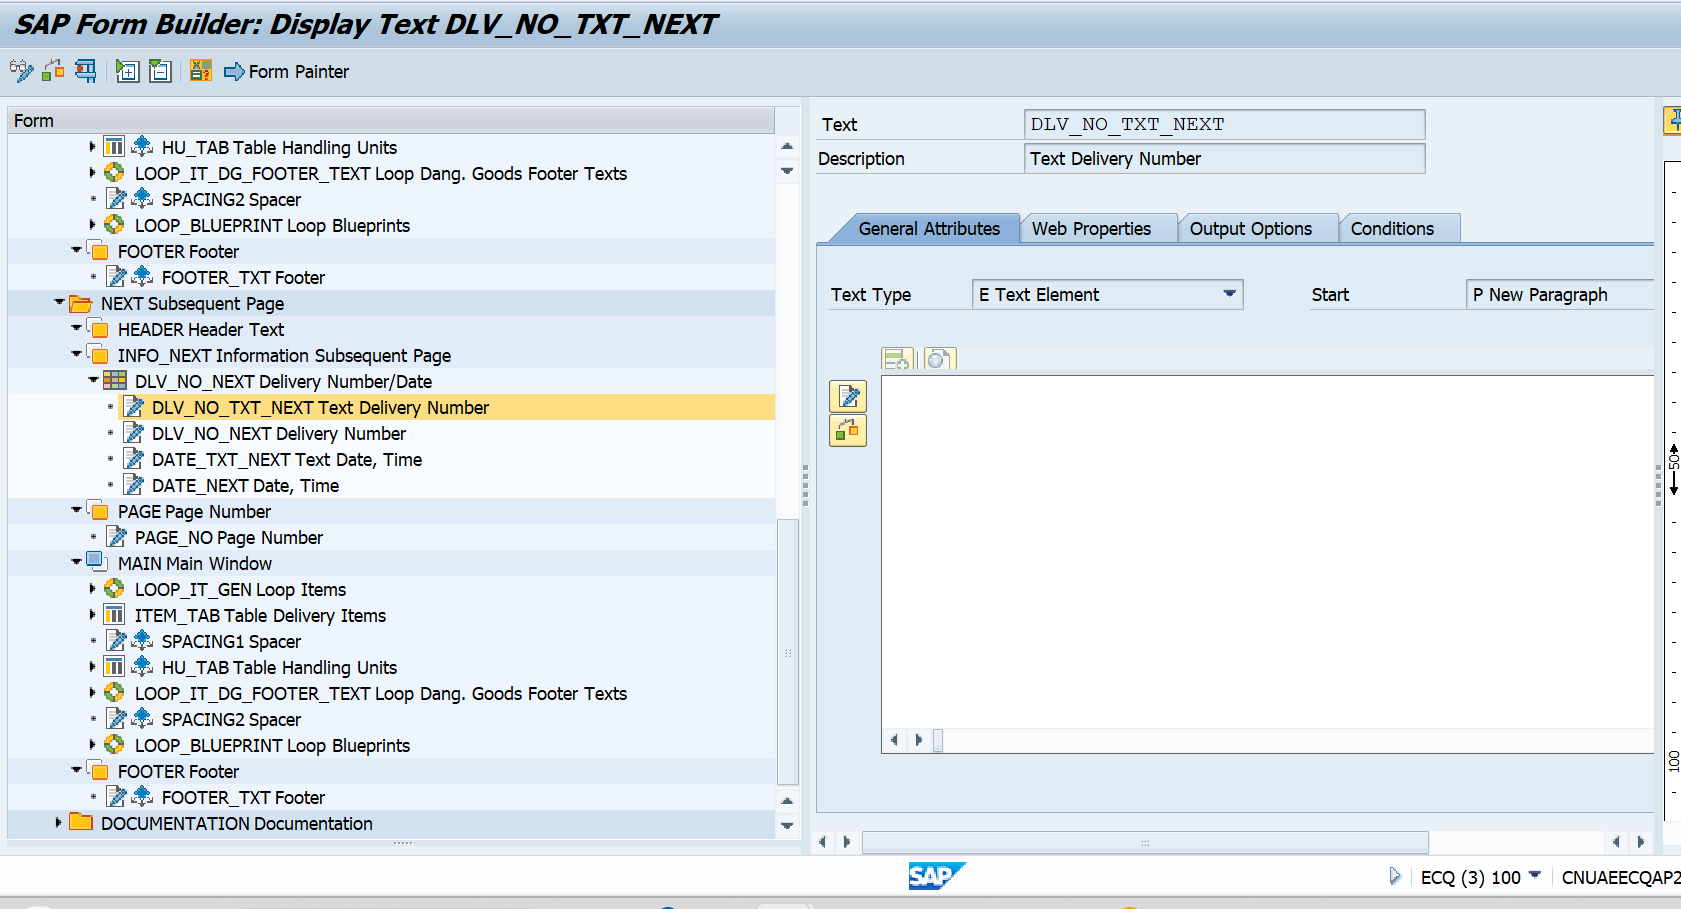 SAP Form Builder: Display Text DLV_NO_TXT_NEXT
Form Painter
Form
HU_TAB Table Handling Units
LOOP_IT_DG_FOOTER_TEXT Loop Dang. Goods Footer Texts
SPACING2 Spacer
LOOP_BLUEPRINT Loop Blueprints
FOOTER Footer
FOOTER_TXT Footer
NEXT Subsequent Page
HEADER Header Text
INFO_NEXT Information Subsequent Page
DLV_NO_NEXT Delivery Number/Date
DLV_NO_TXT_NEXT Text Delivery Number
DLV_NO_NEXT Delivery Number
DATE_TXT_NEXT Text Date, Time
DATE_NEXT Date, Time
PAGE Page Number
PAGE_NO Page Number
MAIN Main Window
LOOP_IT_GEN Loop Items
ITEM_TAB Table Delivery Items
SPACING1 Spacer
HU_TAB Table Handling Units
LOOP_IT_DG_FOOTER_TEXT Loop Dang. Goods Footer Texts
SPACING2 Spacer
LOOP_BLUEPRINT Loop Blueprints
FOOTER Footer
FOOTER_TXT Footer
DOCUMENTATION Documentation
Text DLV_NO_TXT_NEXT
Description Text Delivery Number
General Attributes Web Properties Output Options Conditions
Text Type E Text Element Start P New Paragraph
50
100
SAP
ECQ (3) 100 CNUAEECQAP2